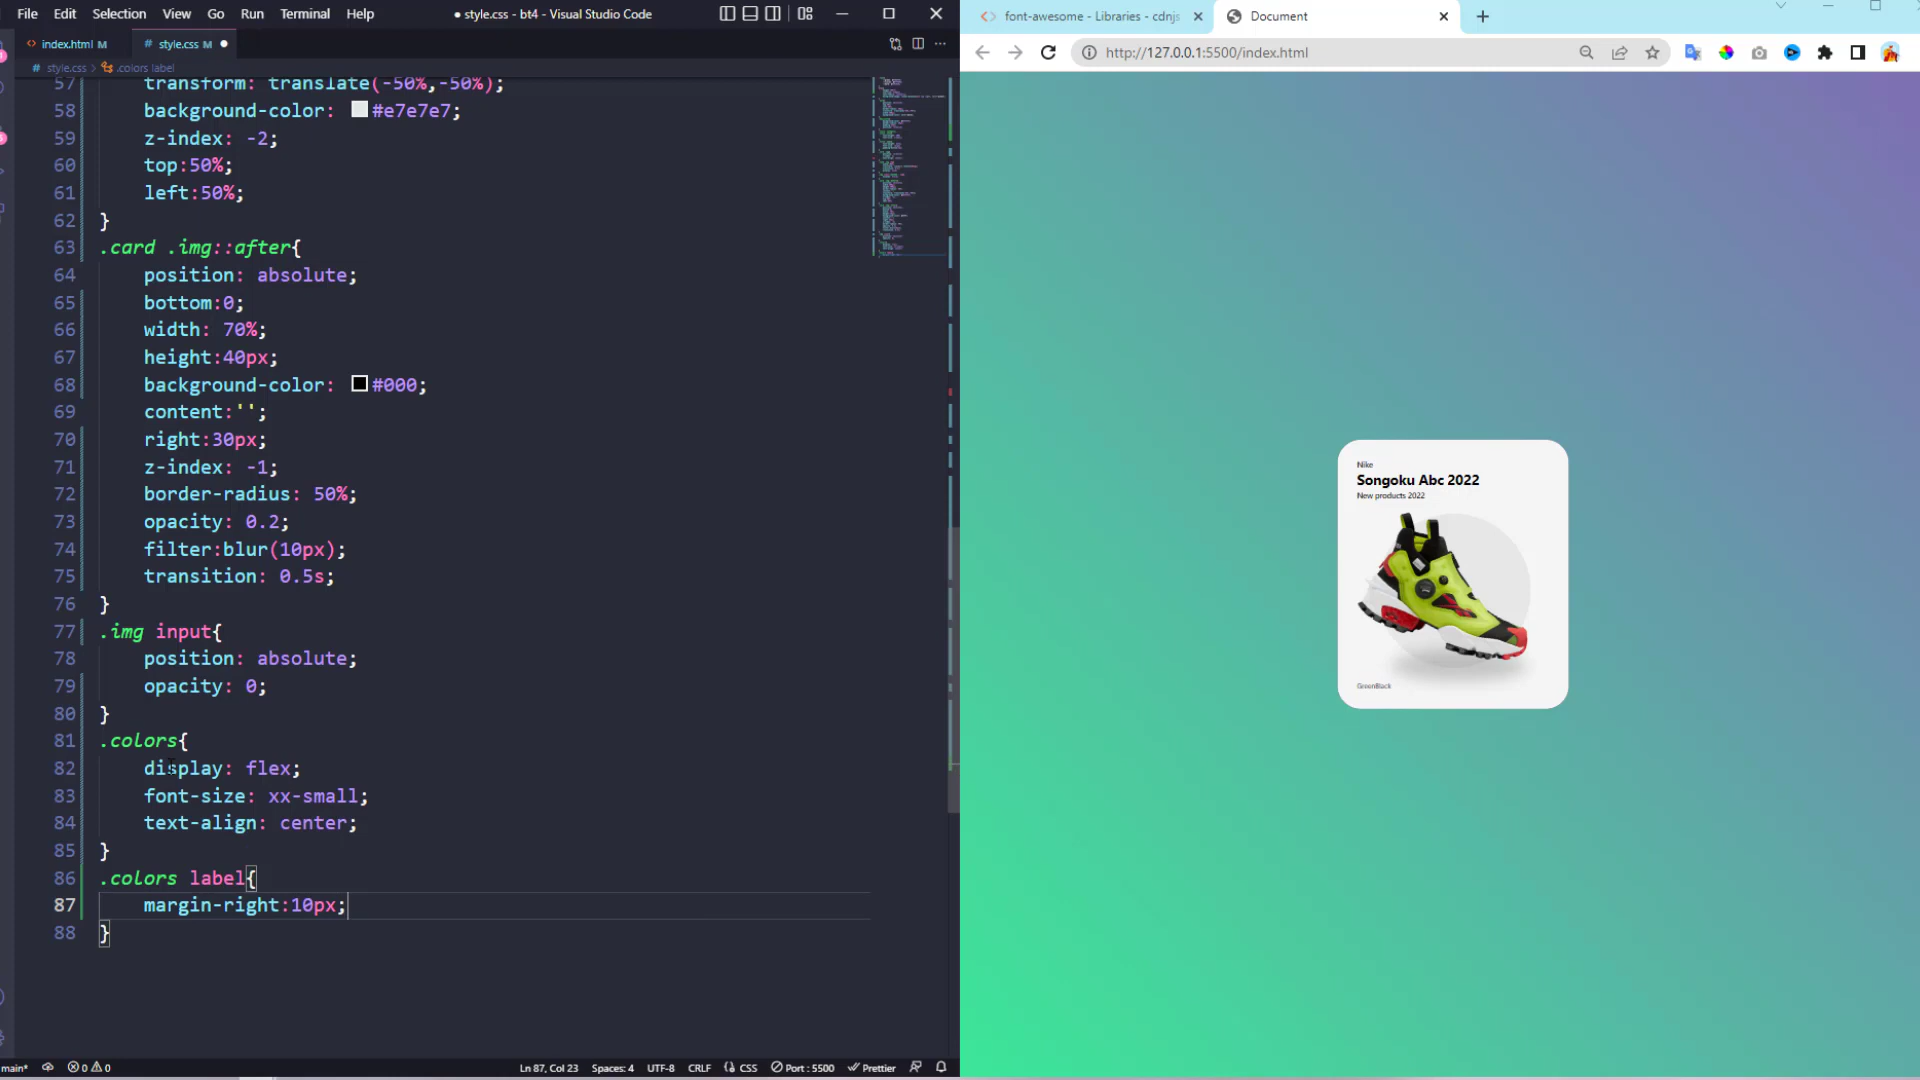 File Edit Selection View Go Run Terminal Help
● style.css - bt4 - Visual Studio Code
index.html M style.css M ●
style.css > .colors label
57 transform: translate(-50%,-50%);
58 background-color: #e7e7e7;
59 z-index: -2;
60 top:50%;
61 left:50%;
62 }
63 .card .img::after{
64 position: absolute;
65 bottom:0;
66 width: 70%;
67 height:40px;
68 background-color: #000;
69 content:'';
70 right:30px;
71 z-index: -1;
72 border-radius: 50%;
73 opacity: 0.2;
74 filter:blur(10px);
75 transition: 0.5s;
76 }
77 .img input{
78 position: absolute;
79 opacity: 0;
80 }
81 .colors{
82 display: flex;
83 font-size: xx-small;
84 text-align: center;
85 }
86 .colors label{
87 margin-right:10px;
88 }
main* 0 0 Ln 87, Col 23 Spaces: 4 UTF-8 CRLF {} CSS Port : 5500 Prettier
font-awesome - Libraries - cdnjs Document
http://127.0.0.1:5500/index.html
Nike
Songoku Abc 2022
New products 2022
GreenBlack